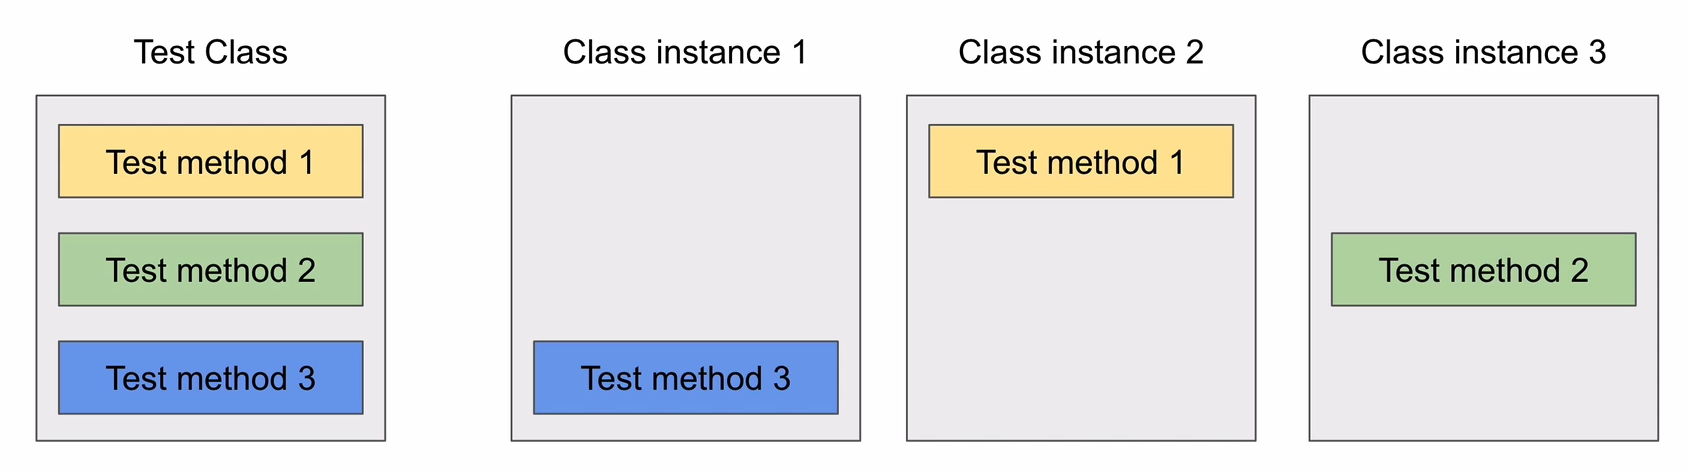 Test Class
Test method 1
Test method 2
Test method 3
Class instance 1
Test method 3
Class instance 2
Test method 1
Class instance 3
Test method 2